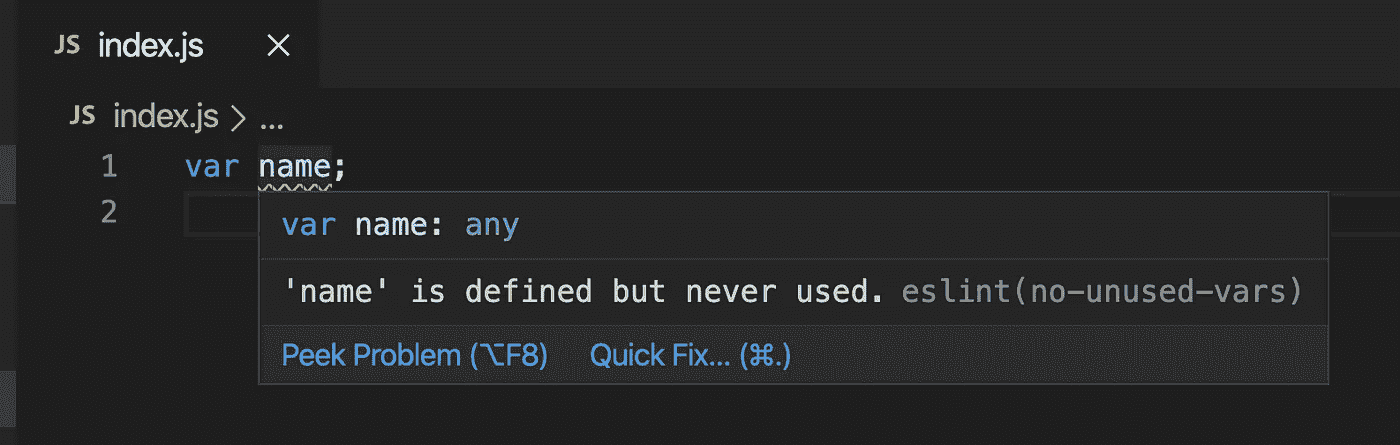 JS index.js ×
JS index.js > ...
1 var name;
2
var name: any
'name' is defined but never used. eslint(no-unused-vars)
Peek Problem (⌥F8) Quick Fix... (⌘.)